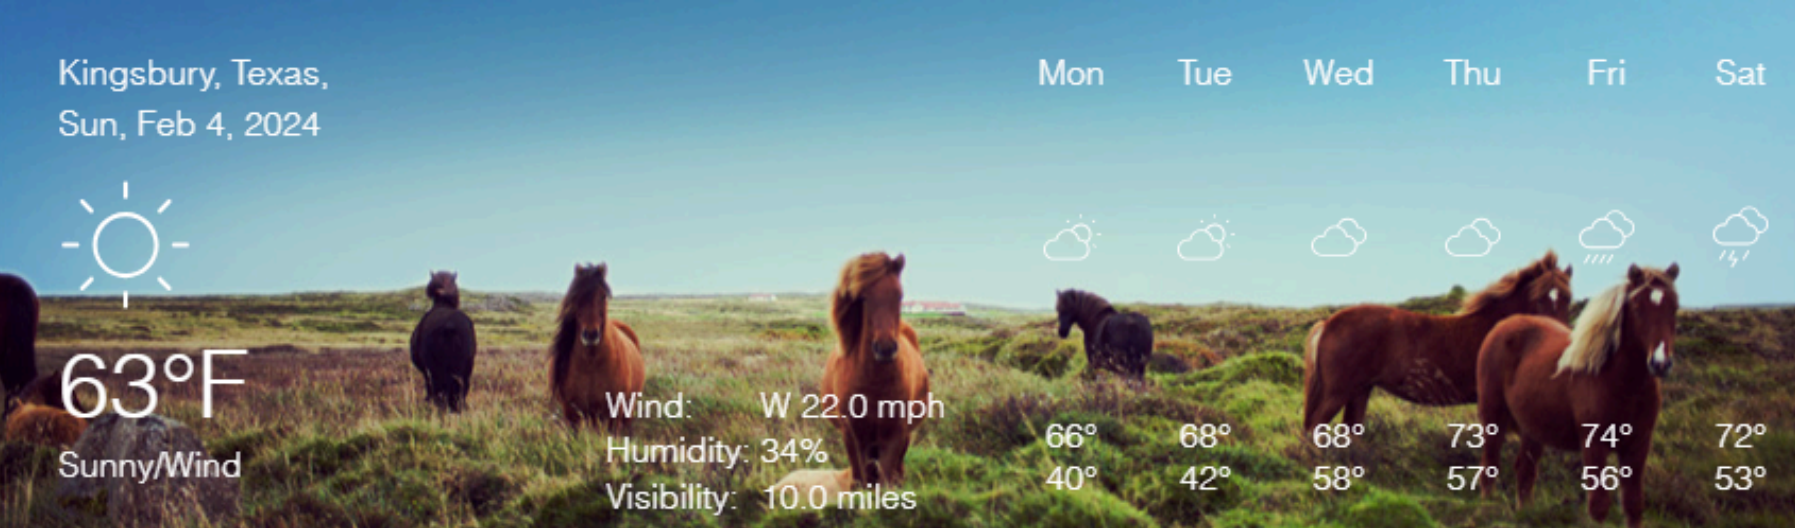 Kingsbury, Texas,
Sun, Feb 4, 2024
63°F
Sunny/Wind
Wind: W 22.0 mph
Humidity: 34%
Visibility: 10.0 miles
Mon Tue Wed Thu Fri Sat
66° 68° 68° 73° 74° 72°
40° 42° 58° 57° 56° 53°